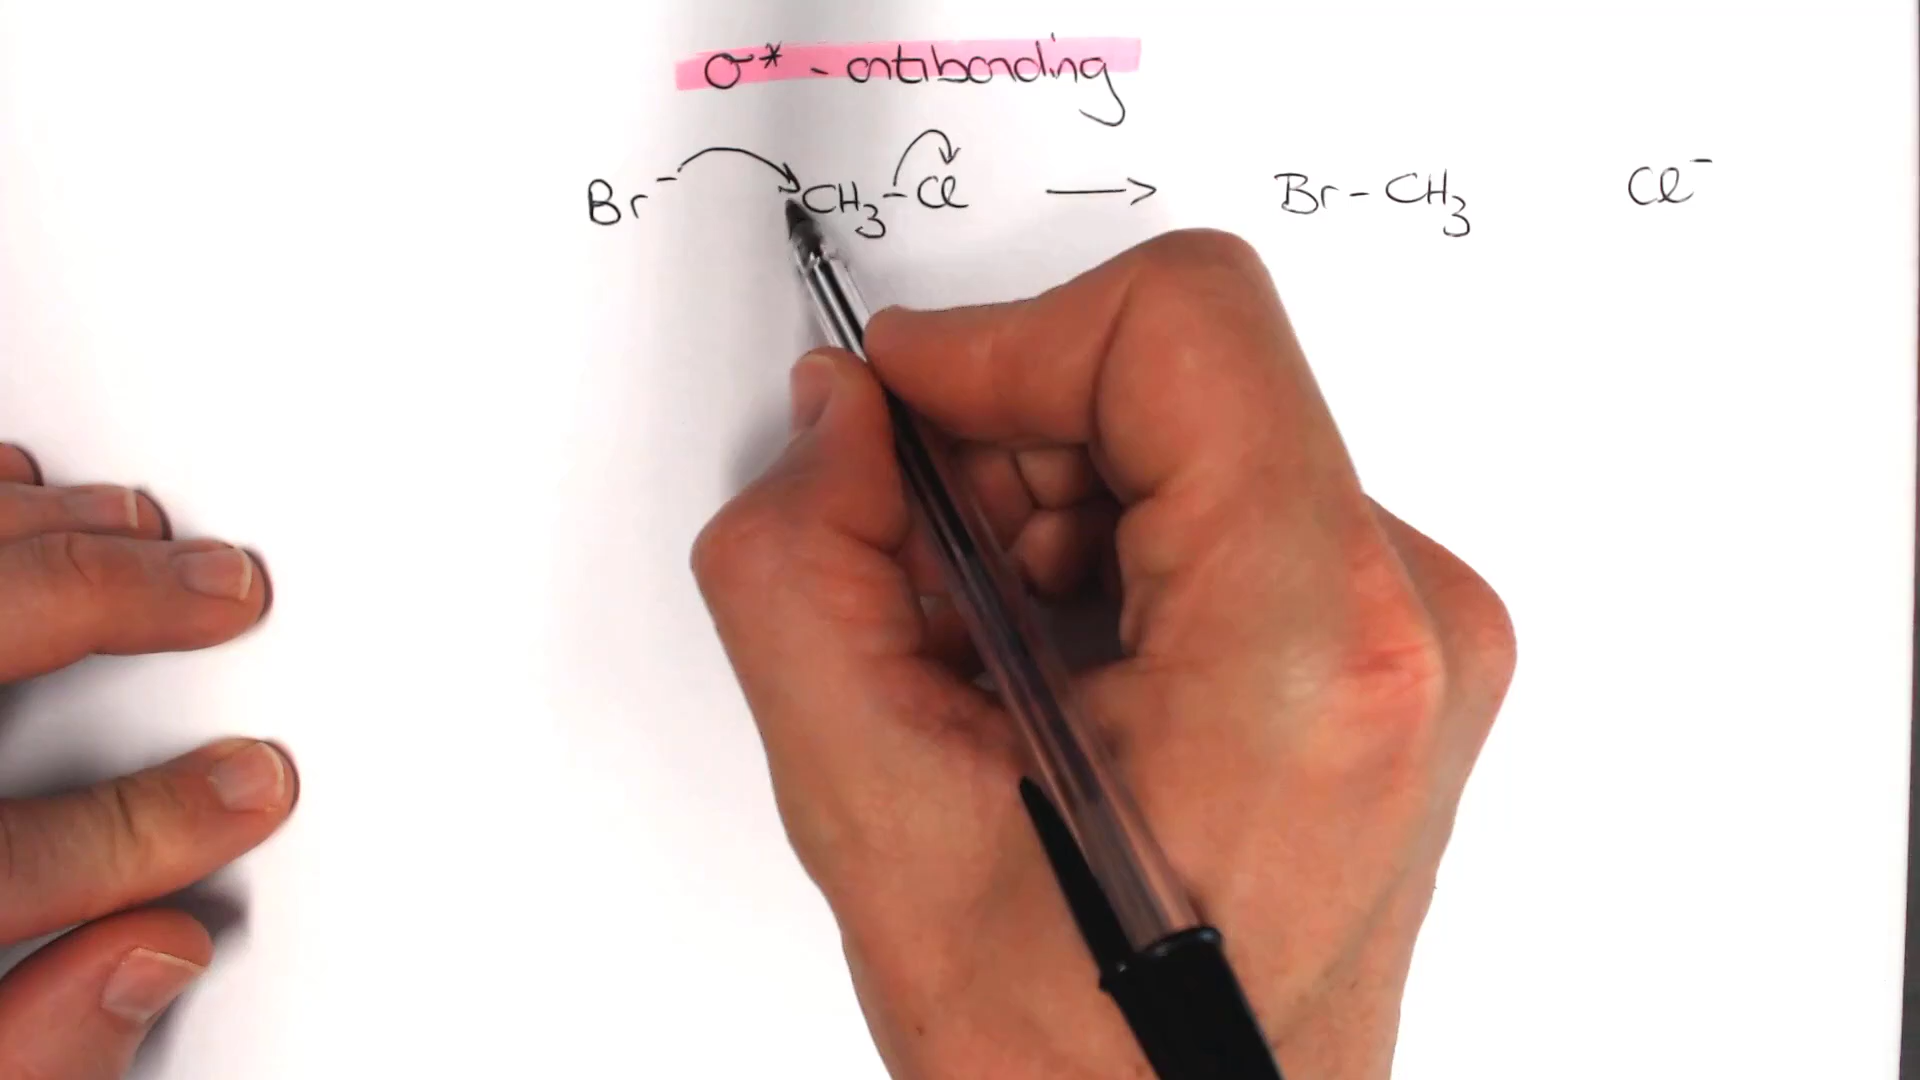 σ* - antibonding
Br⁻ CH₃-Cl → Br-CH₃ Cl⁻